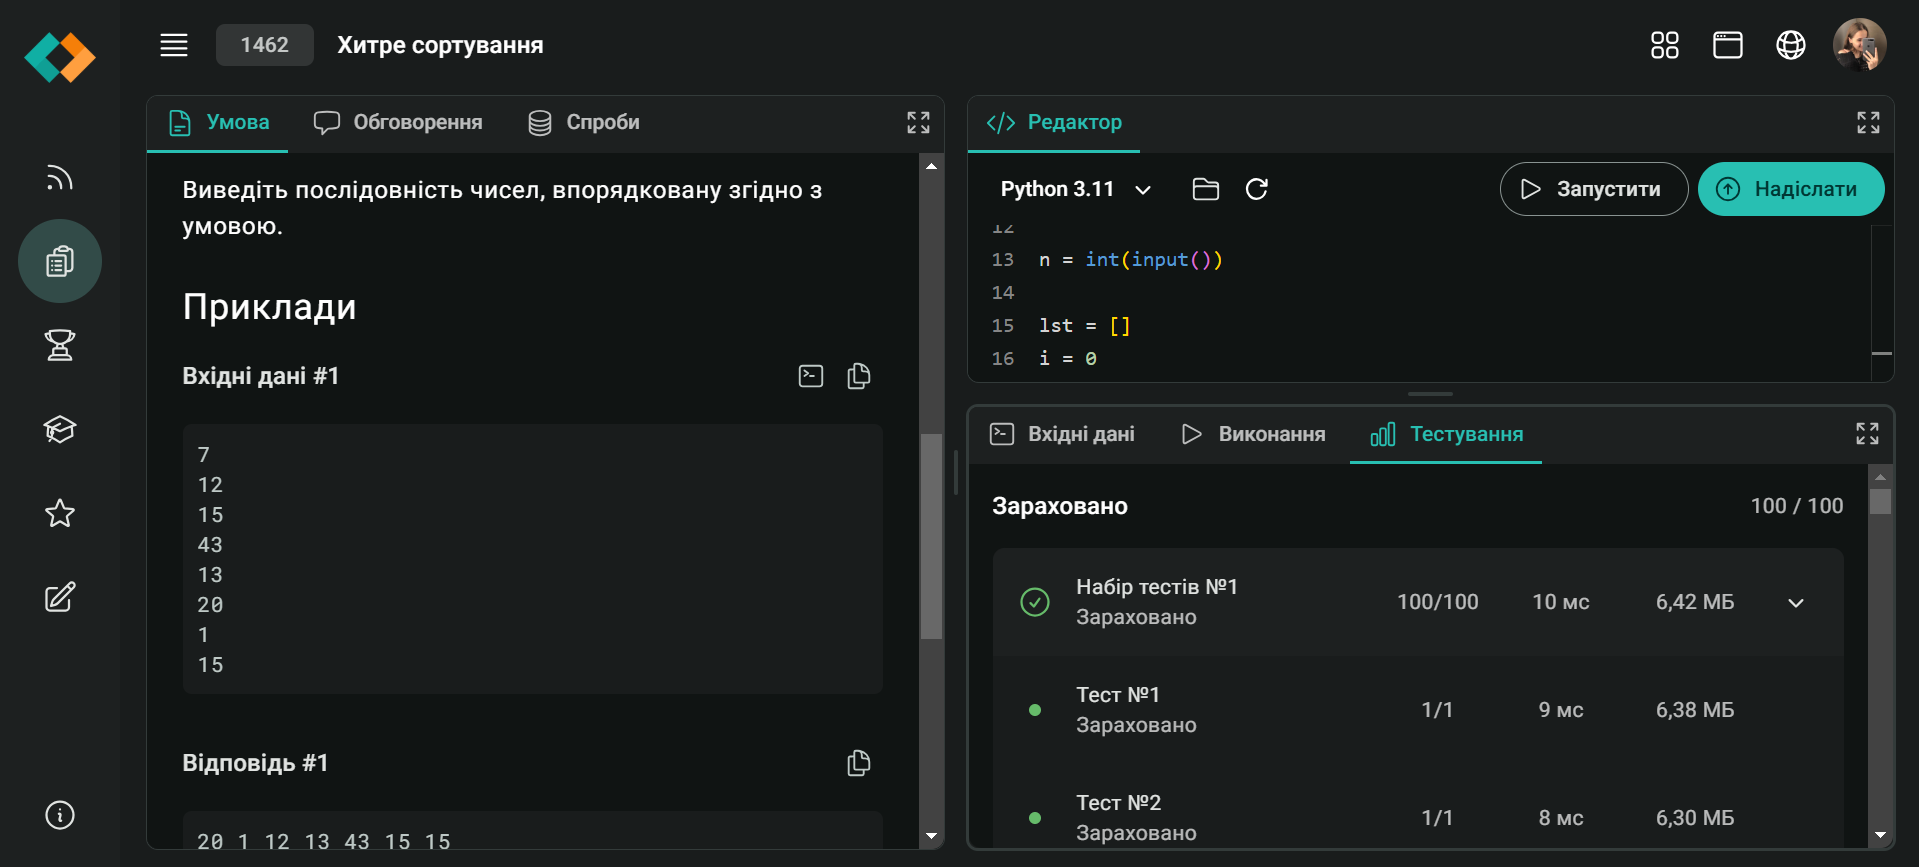 1462 Хитре сортування
Умова Обговорення Спроби
Виведіть послідовність чисел, впорядковану згідно з
умовою.
Приклади
Вхідні дані #1
7
12
15
43
13
20
1
15
Відповідь #1
20 1 12 13 43 15 15
Редактор
Python 3.11 Запустити Надіслати
12
13 n = int(input())
14
15 lst = []
16 i = 0
Вхідні дані Виконання Тестування
Зараховано 100 / 100
Набір тестів №1
Зараховано 100/100 10 мс 6,42 МБ
Тест №1
Зараховано 1/1 9 мс 6,38 МБ
Тест №2
Зараховано 1/1 8 мс 6,30 МБ